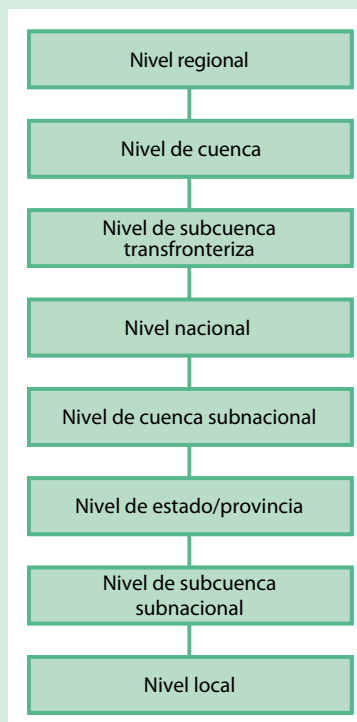 Nivel regional
Nivel de cuenca
Nivel de subcuenca
transfronteriza
Nivel nacional
Nivel de cuenca subnacional
Nivel de estado/provincia
Nivel de subcuenca
subnacional
Nivel local